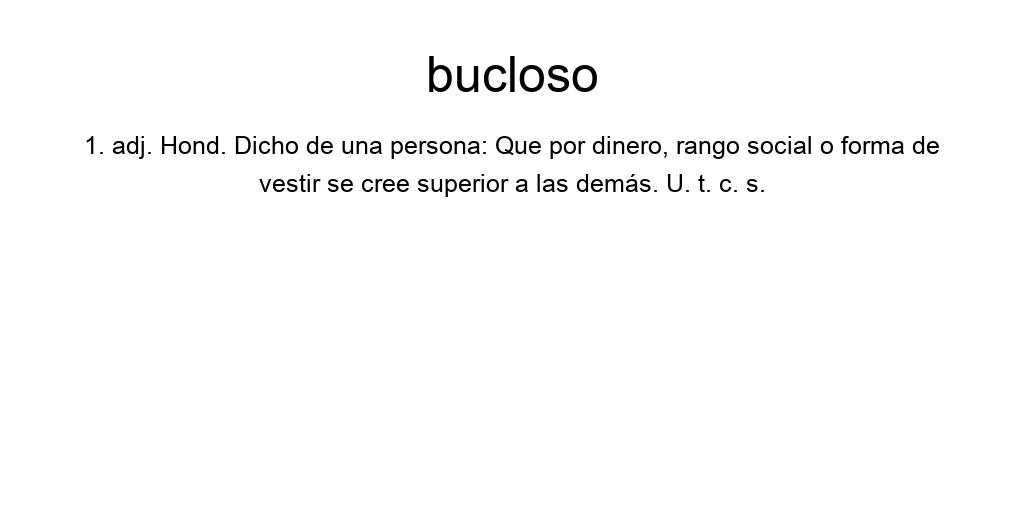 bucloso
1. adj. Hond. Dicho de una persona: Que por dinero, rango social o forma de
vestir se cree superior a las demás. U. t. c. s.